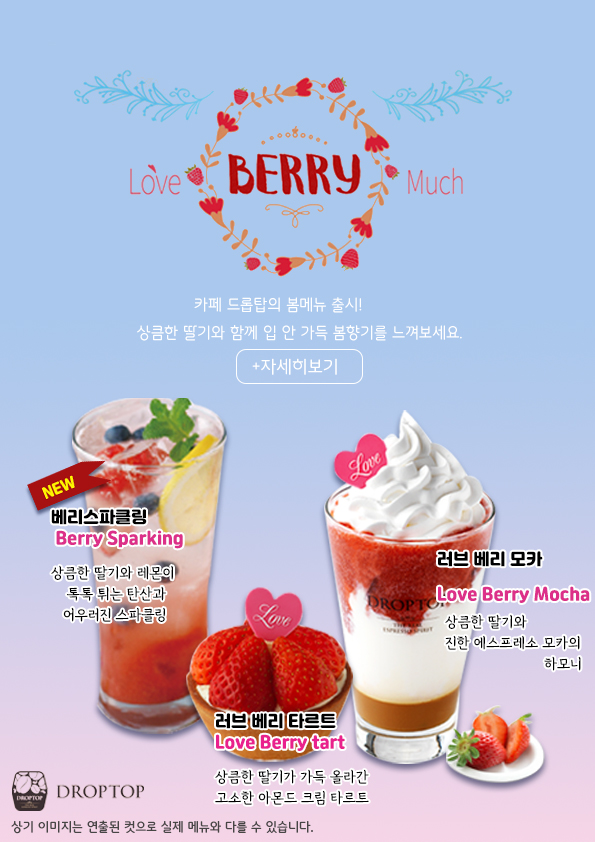 Love BERRY Much
카페 드롭탑의 봄메뉴 출시!
상큼한 딸기와 함께 입 안 가득 봄향기를 느껴보세요.
+자세히보기
NEW
베리스파클링
Berry Sparking
상큼한 딸기와 레몬이
톡톡 튀는 탄산과
어우러진 스파클링
Love
러브 베리 모카
Love Berry Mocha
상큼한 딸기와
진한 에스프레소 모카의
하모니
DROPTOP
THE REAL
ESPRESSO SPIRIT
Love
러브 베리 타르트
Love Berry tart
상큼한 딸기가 가득 올라간
고소한 아몬드 크림 타르트
DROPTOP
DROPTOP
상기 이미지는 연출된 컷으로 실제 메뉴와 다를 수 있습니다.